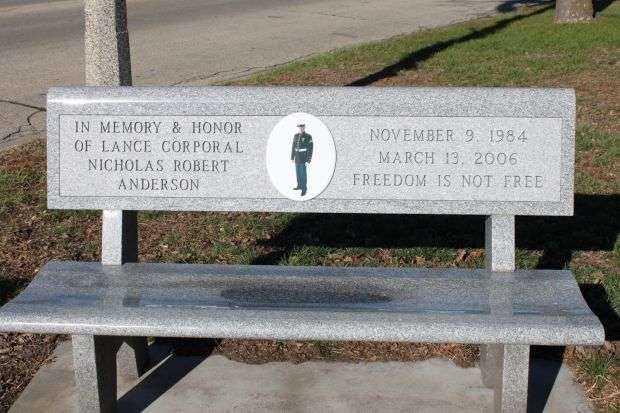 IN MEMORY & HONOR
OF LANCE CORPORAL
NICHOLAS ROBERT
ANDERSON
NOVEMBER 9, 1984
MARCH 13, 2006
FREEDOM IS NOT FREE